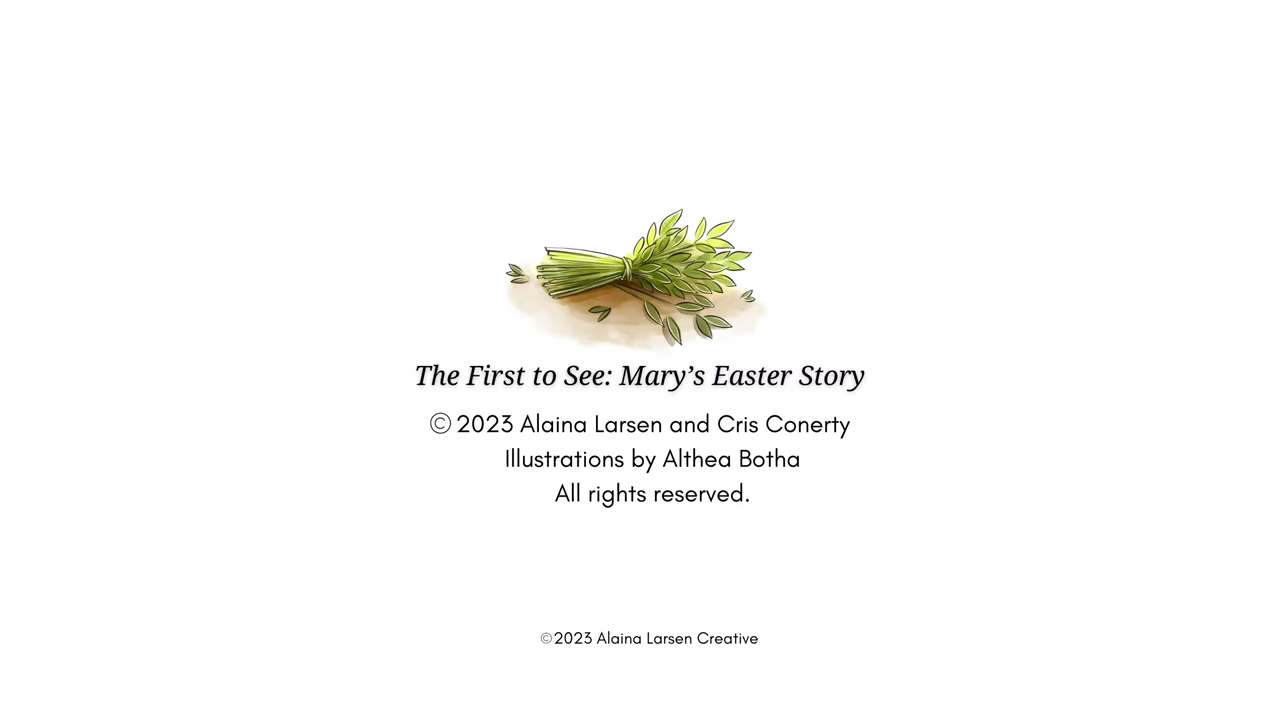 The First to See: Mary’s Easter Story
© 2023 Alaina Larsen and Cris Conerty
Illustrations by Althea Botha
All rights reserved.
©2023 Alaina Larsen Creative